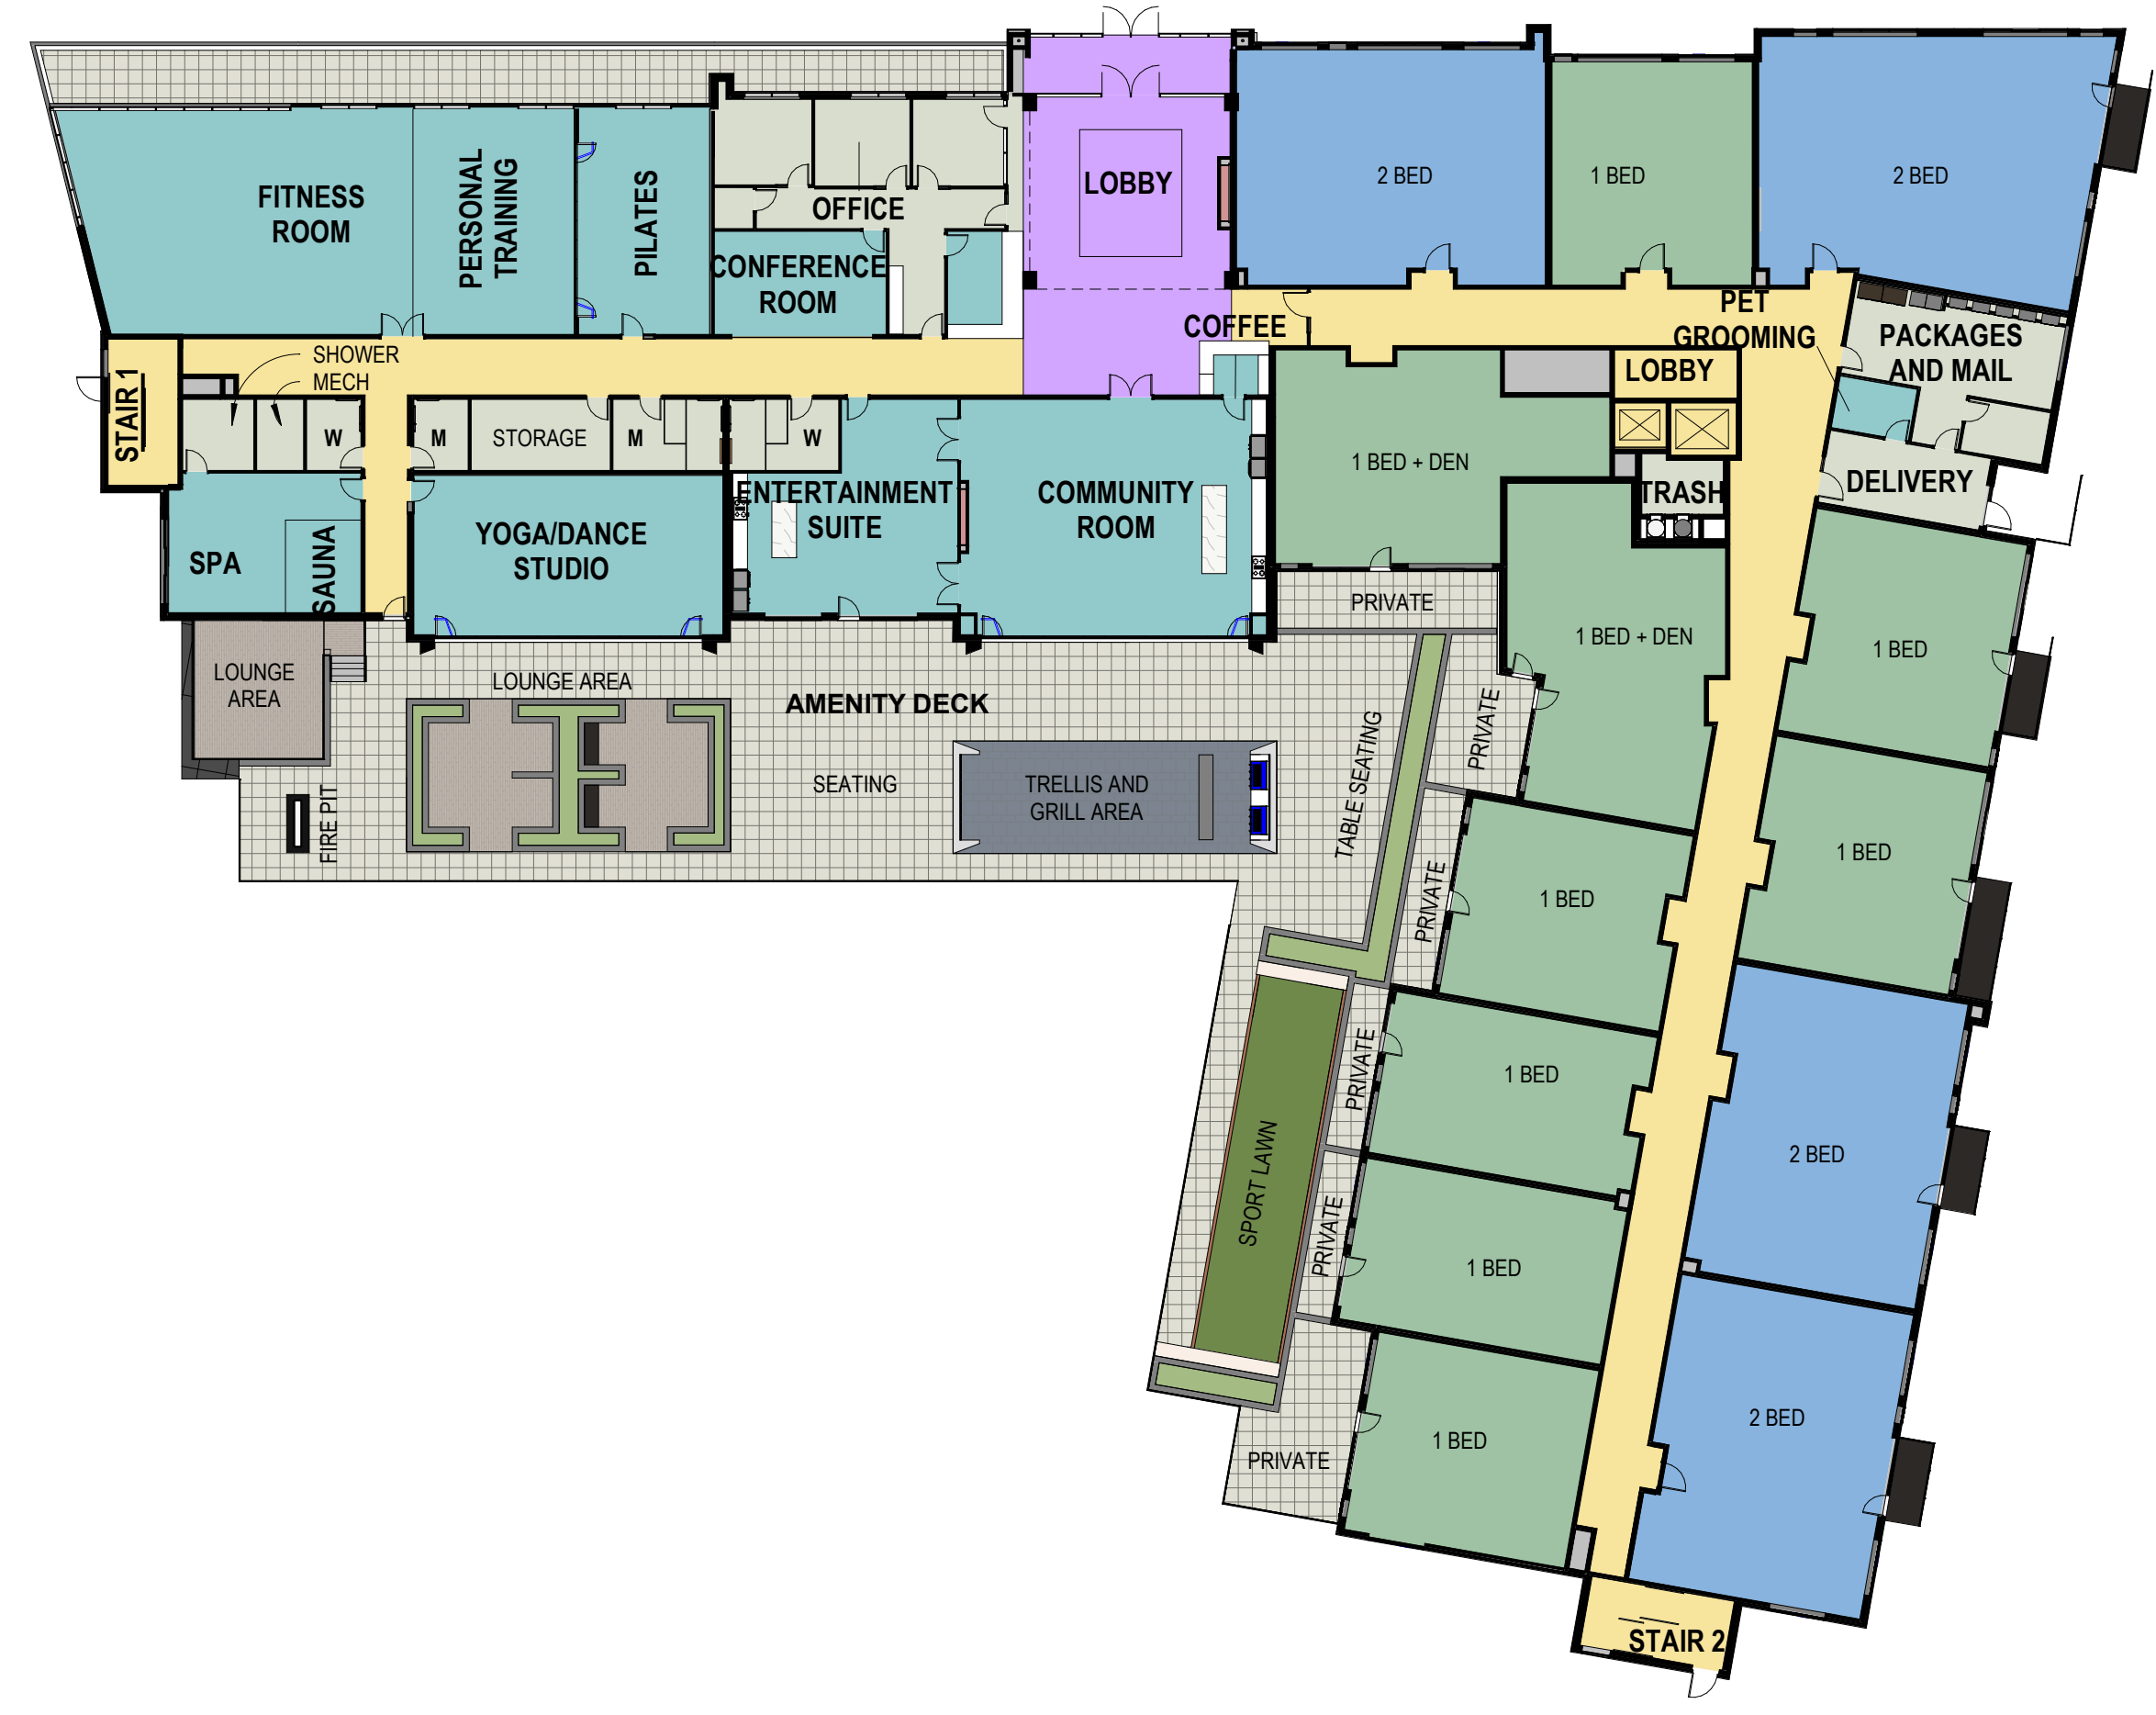 FITNESS
ROOM
PERSONAL
TRAINING
PILATES
OFFICE
CONFERENCE
ROOM
LOBBY
COFFEE
2 BED
1 BED
2 BED
PET
GROOMING
PACKAGES
AND MAIL
LOBBY
DELIVERY
TRASH
STAIR 1
SHOWER
MECH
W
M
STORAGE
M
W
SPA
SAUNA
YOGA/DANCE
STUDIO
ENTERTAINMENT
SUITE
COMMUNITY
ROOM
1 BED + DEN
PRIVATE
1 BED + DEN
1 BED
LOUNGE
AREA
LOUNGE AREA
AMENITY DECK
FIRE PIT
SEATING
TRELLIS AND
GRILL AREA
TABLE SEATING
PRIVATE
PRIVATE
1 BED
1 BED
PRIVATE
1 BED
SPORT LAWN
2 BED
PRIVATE
1 BED
PRIVATE
1 BED
2 BED
STAIR 2